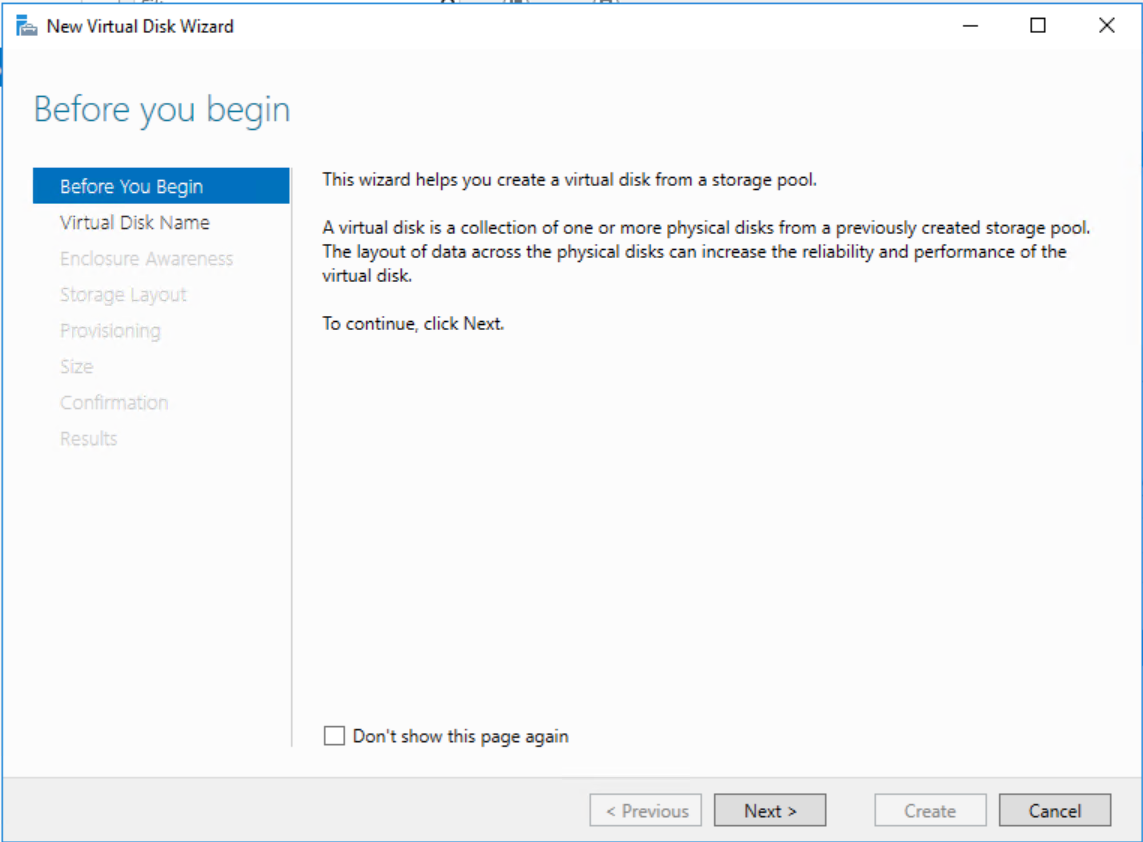 New Virtual Disk Wizard
Before you begin
Before You Begin
Virtual Disk Name
Enclosure Awareness
Storage Layout
Provisioning
Size
Confirmation
Results
This wizard helps you create a virtual disk from a storage pool.
A virtual disk is a collection of one or more physical disks from a previously created storage pool.
The layout of data across the physical disks can increase the reliability and performance of the
virtual disk.
To continue, click Next.
Don't show this page again
< Previous
Next >
Create
Cancel